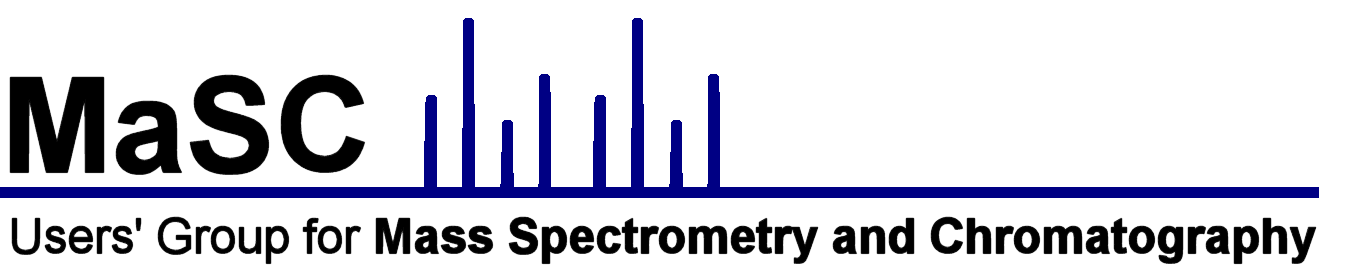 MaSC
Users' Group for Mass Spectrometry and Chromatography